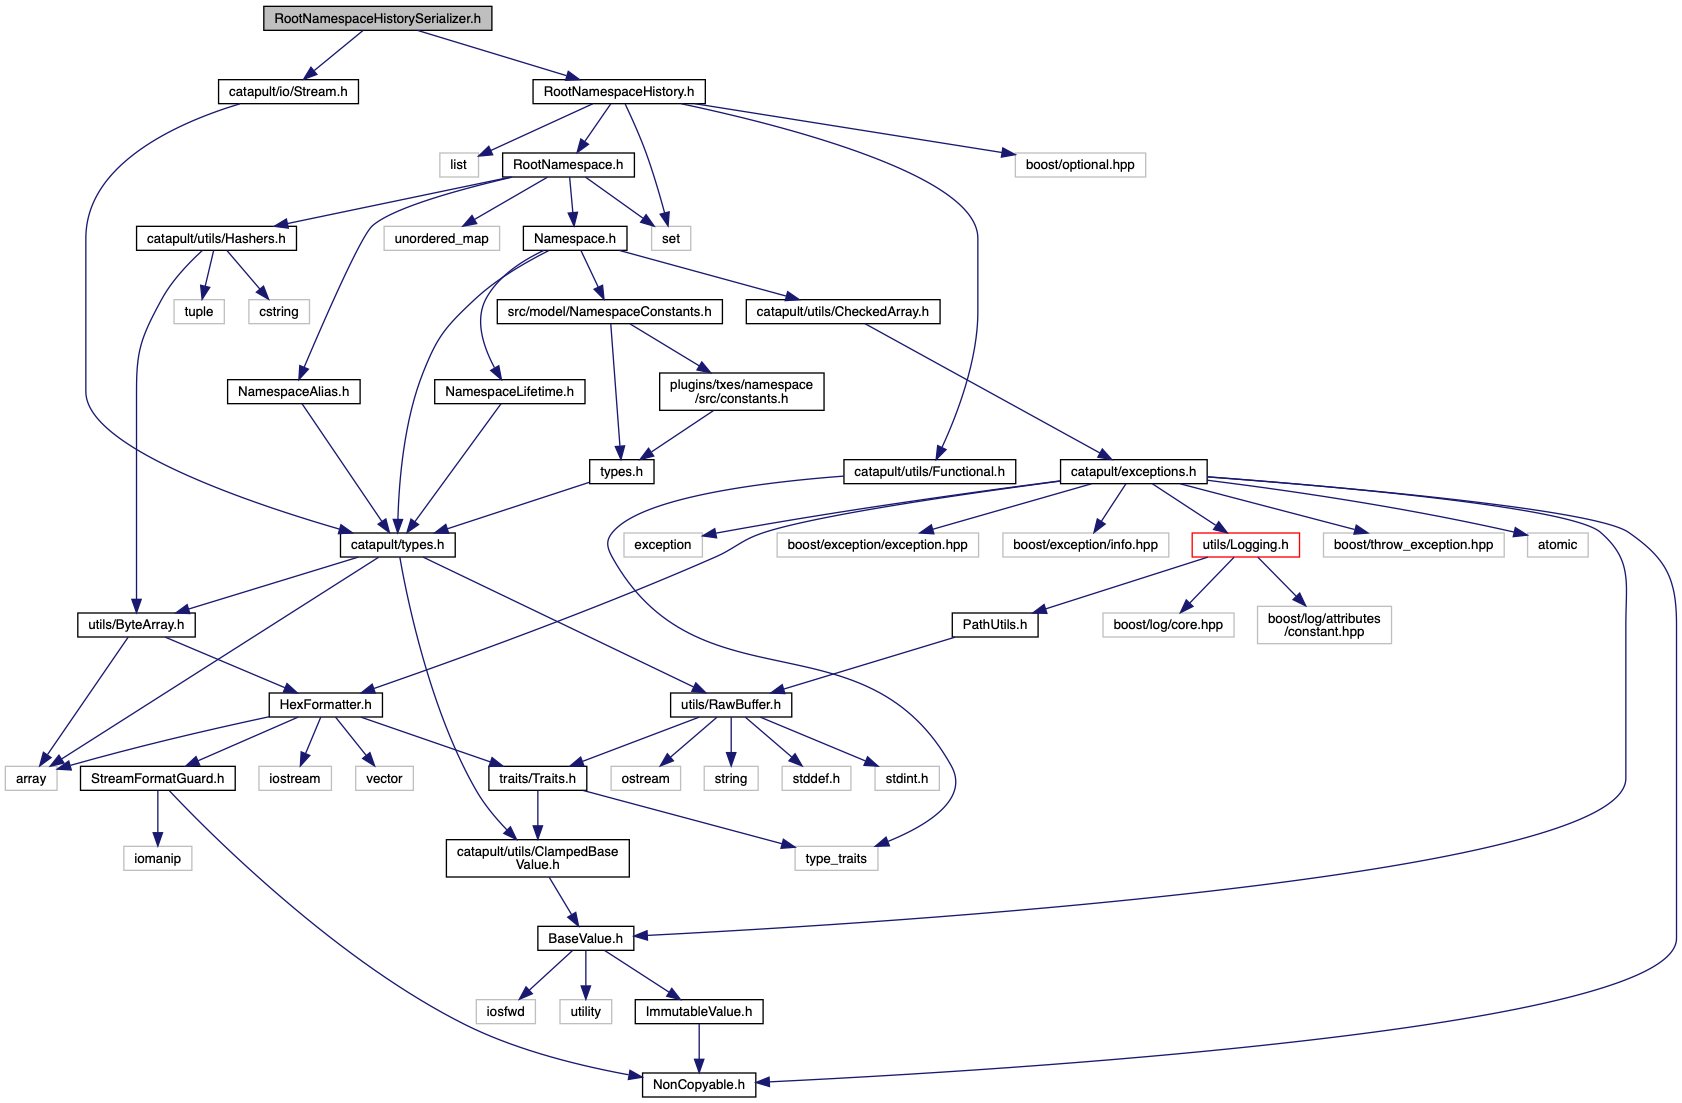 RootNamespaceHistorySerializer.h
catapult/io/Stream.h
RootNamespaceHistory.h
list
RootNamespace.h
boost/optional.hpp
catapult/utils/Hashers.h
unordered_map
Namespace.h
set
tuple
cstring
src/model/NamespaceConstants.h
catapult/utils/CheckedArray.h
NamespaceAlias.h
NamespaceLifetime.h
plugins/txes/namespace
/src/constants.h
types.h
catapult/utils/Functional.h
catapult/exceptions.h
catapult/types.h
exception
boost/exception/exception.hpp
boost/exception/info.hpp
utils/Logging.h
boost/throw_exception.hpp
atomic
utils/ByteArray.h
PathUtils.h
boost/log/core.hpp
boost/log/attributes
/constant.hpp
HexFormatter.h
utils/RawBuffer.h
array
StreamFormatGuard.h
iostream
vector
traits/Traits.h
ostream
string
stddef.h
stdint.h
iomanip
catapult/utils/ClampedBase
Value.h
type_traits
BaseValue.h
iosfwd
utility
ImmutableValue.h
NonCopyable.h